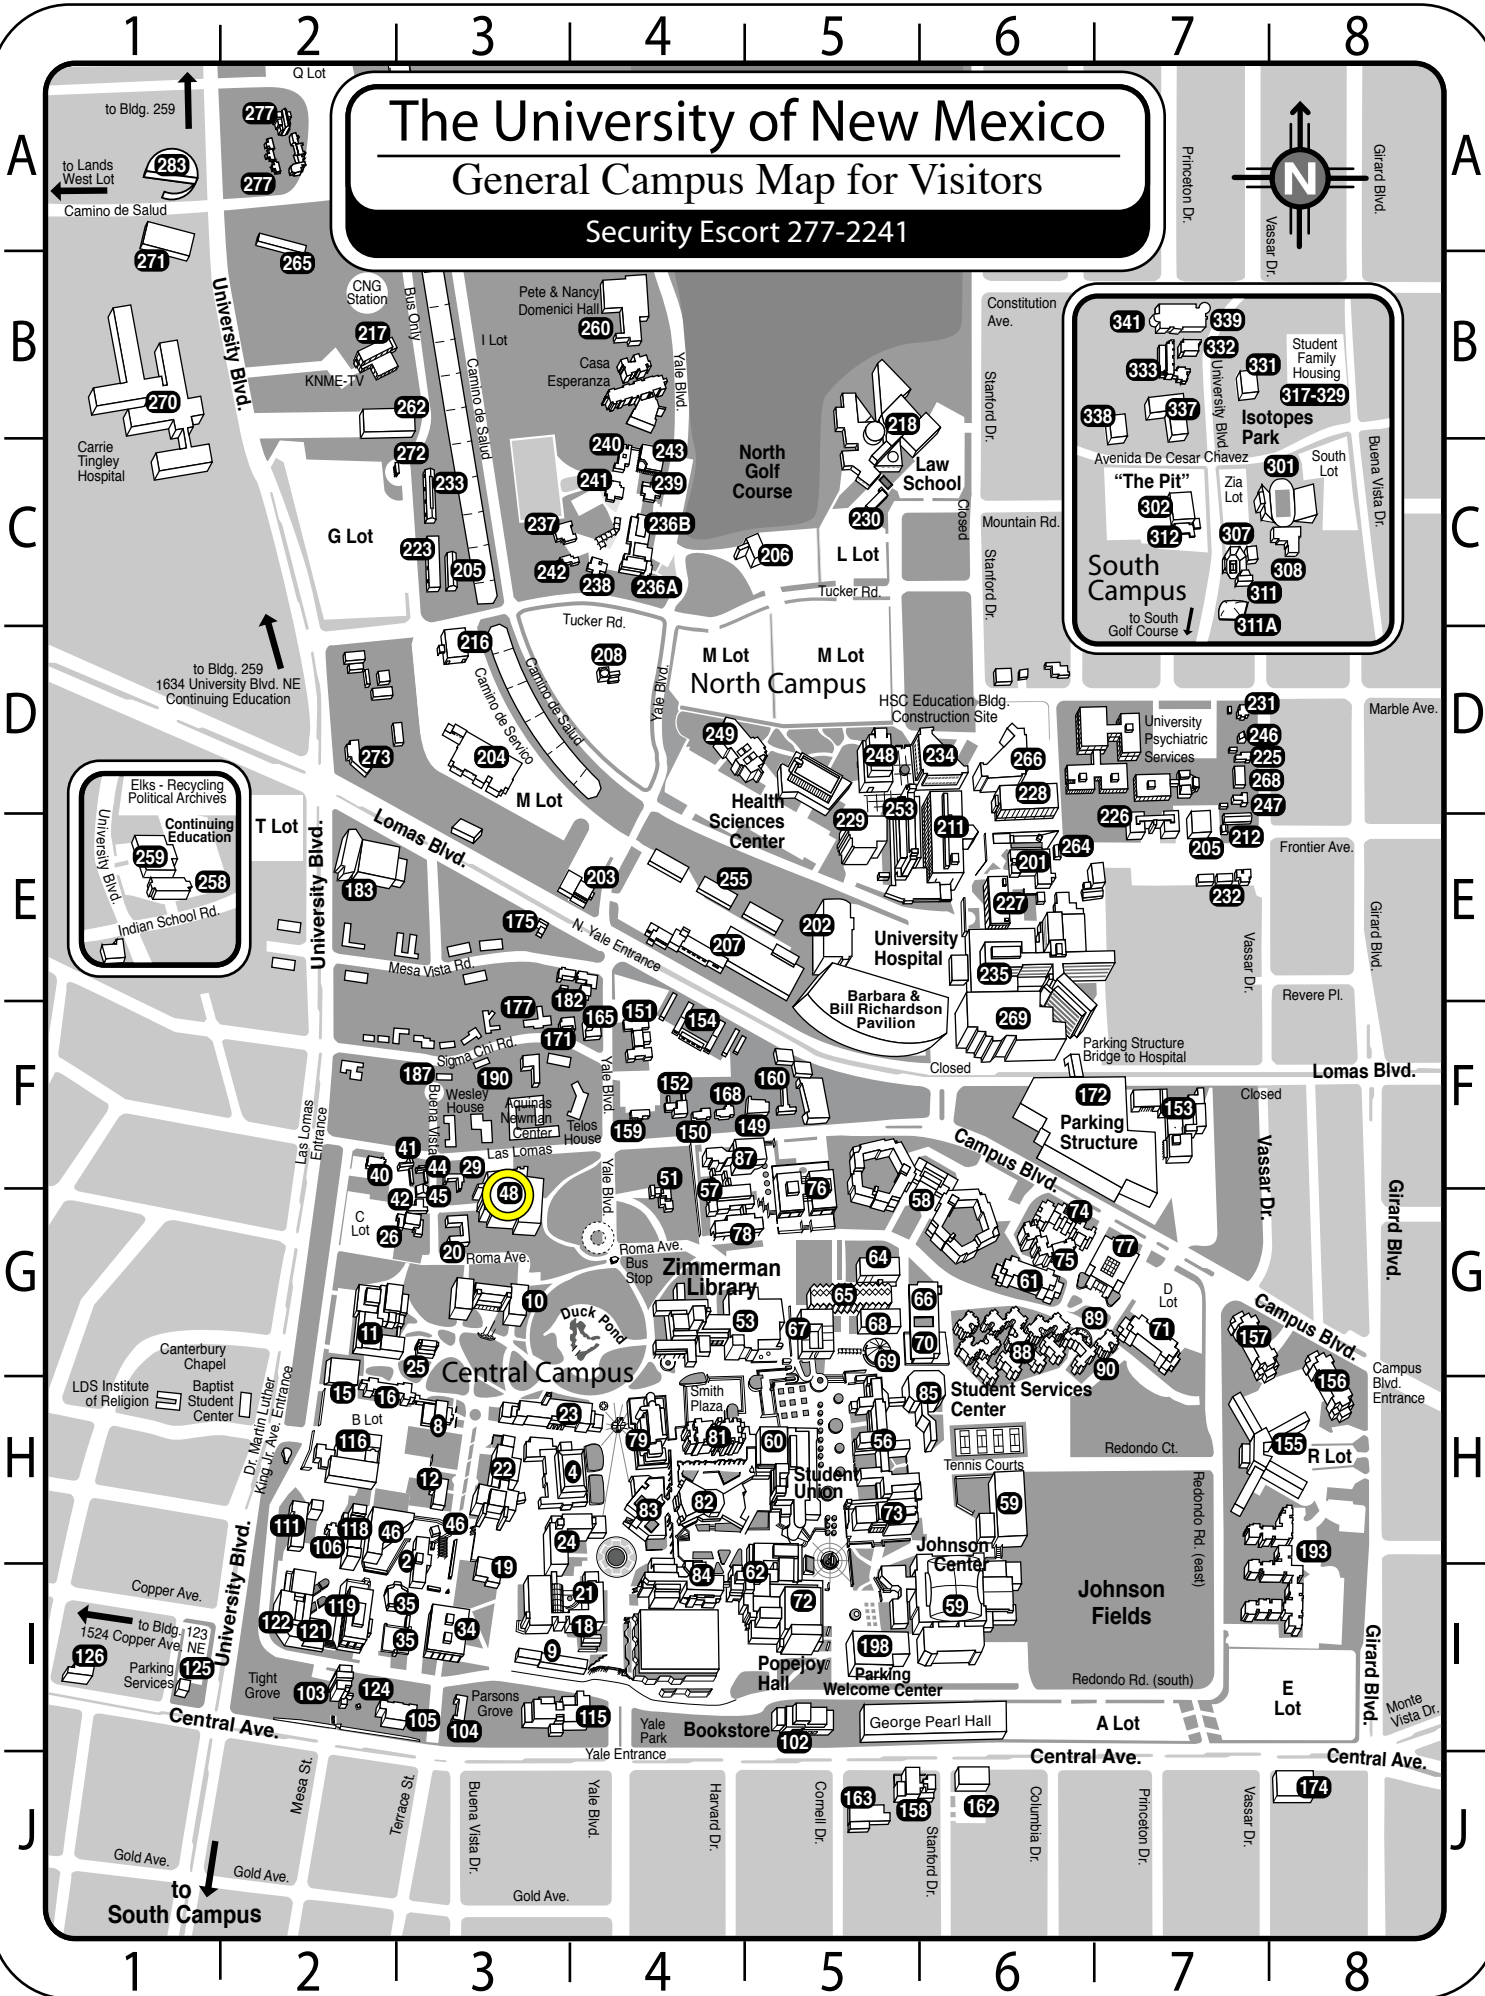 1 2 3 4 5 6 7 8
A
B
C
D
E
F
G
H
I
J
The University of New Mexico
General Campus Map for Visitors
Security Escort 277-2241
N
A
B
C
D
E
F
G
H
I
J
Q Lot
to Bldg. 259
277
283
277
to Lands
West Lot
Camino de Salud
Princeton Dr.
Vassar Dr.
Girard Blvd.
271
265
University Blvd.
CNG
Station
Bus Only
217
KNME-TV
I Lot
Camino de Salud
Pete & Nancy
Domenici Hall
260
Casa
Esperanza
Yale Blvd.
Constitution
Ave.
Stanford Dr.
341
339
332
333
331
Student
Family
Housing
317-329
University Blvd.
338
337
Isotopes
Park
Avenida De Cesar Chavez
"The Pit"
302
312
Zia
Lot
301
South
Lot
Buena Vista Dr.
307
308
311
311A
South
Campus
to South
Golf Course
270
Carrie
Tingley
Hospital
262
272
233
223
205
G Lot
240
243
241
239
237
236B
242
238
236A
North
Golf
Course
218
Law
School
230
206
L Lot
Closed
Mountain Rd.
Stanford Dr.
Tucker Rd.
Tucker Rd.
216
208
M Lot
M Lot
North Campus
to Bldg. 259
1634 University Blvd. NE
Continuing Education
Camino de Servico
Camino de Salud
Yale Blvd.
HSC Education Bldg.
Construction Site
273
204
M Lot
249
248
234
266
228
University
Psychiatric
Services
231
246
225
268
247
226
205
212
Marble Ave.
Elks - Recycling
Political Archives
Continuing
Education
University Blvd.
259
258
Indian School Rd.
T Lot
University Blvd.
Lomas Blvd.
183
Health
Sciences
Center
229
253
211
201
264
Frontier Ave.
203
255
227
232
175
207
202
University
Hospital
235
N. Yale Entrance
Mesa Vista Rd.
Vassar Dr.
Girard Blvd.
Revere Pl.
182
177
165
151
154
171
Barbara &
Bill Richardson
Pavilion
269
Parking Structure
Bridge to Hospital
Sigma Chi Rd.
Closed
Lomas Blvd.
187
190
Wesley
House
Buena Vista
Aquinas
Newman
Center
Telos
House
Yale Blvd.
152
168
160
159
150
149
172
Parking
Structure
153
Closed
Las Lomas
Entrance
Las Lomas
41
40
44
29
42
45
48
51
87
57
76
78
58
Campus Blvd.
Yale Blvd.
Vassar Dr.
Girard Blvd.
C
Lot
26
20
Roma Ave.
Roma Ave.
Bus
Stop
Zimmerman
Library
64
74
75
77
61
D
Lot
10
Duck Pond
65
66
53
67
68
70
69
89
88
90
71
157
156
Campus Blvd.
Campus
Blvd.
Entrance
11
25
Central Campus
Canterbury
Chapel
LDS Institute
of Religion
Baptist
Student
Center
Dr. Martin Luther
King Jr. Ave. Entrance
15
16
B Lot
8
116
23
Smith
Plaza
85
Student Services
Center
79
81
60
56
Tennis Courts
Redondo Ct.
155
R Lot
12
22
4
Student
Union
83
82
73
59
111
118
46
46
106
2
24
Johnson
Center
Redondo Rd. (east)
193
19
84
62
122
119
121
35
35
34
21
18
9
72
59
Johnson
Fields
Copper Ave.
to Bldg. 123
1524 Copper Ave. NE
126
Parking
Services
125
University Blvd.
Tight
Grove
103
124
105
104
Parsons
Grove
115
Popejoy
Hall
198
Parking
Welcome Center
Redondo Rd. (south)
E
Lot
Girard Blvd.
Monte
Vista Dr.
Yale
Park
Bookstore
102
George Pearl Hall
A Lot
Central Ave.
Yale Entrance
Central Ave.
Central Ave.
Mesa St.
Terrace St.
Buena Vista Dr.
Yale Blvd.
Harvard Dr.
Cornell Dr.
163
158
Stanford Dr.
162
Columbia Dr.
Princeton Dr.
Vassar Dr.
174
Gold Ave.
Gold Ave.
Gold Ave.
to
South Campus
1 2 3 4 5 6 7 8